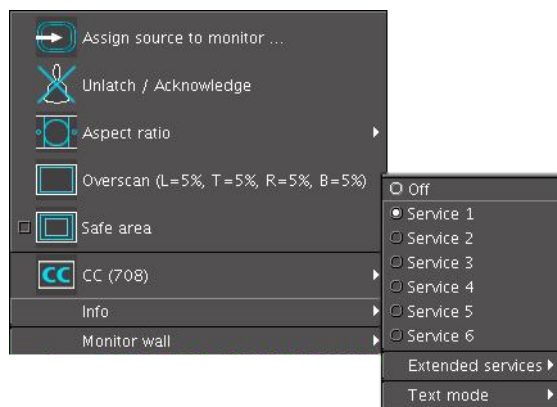 Assign source to monitor ...
Unlatch / Acknowledge
Aspect ratio
Overscan (L=5%, T=5%, R=5%, B=5%)
Safe area
CC CC (708)
Info
Monitor wall
Off
Service 1
Service 2
Service 3
Service 4
Service 5
Service 6
Extended services
Text mode